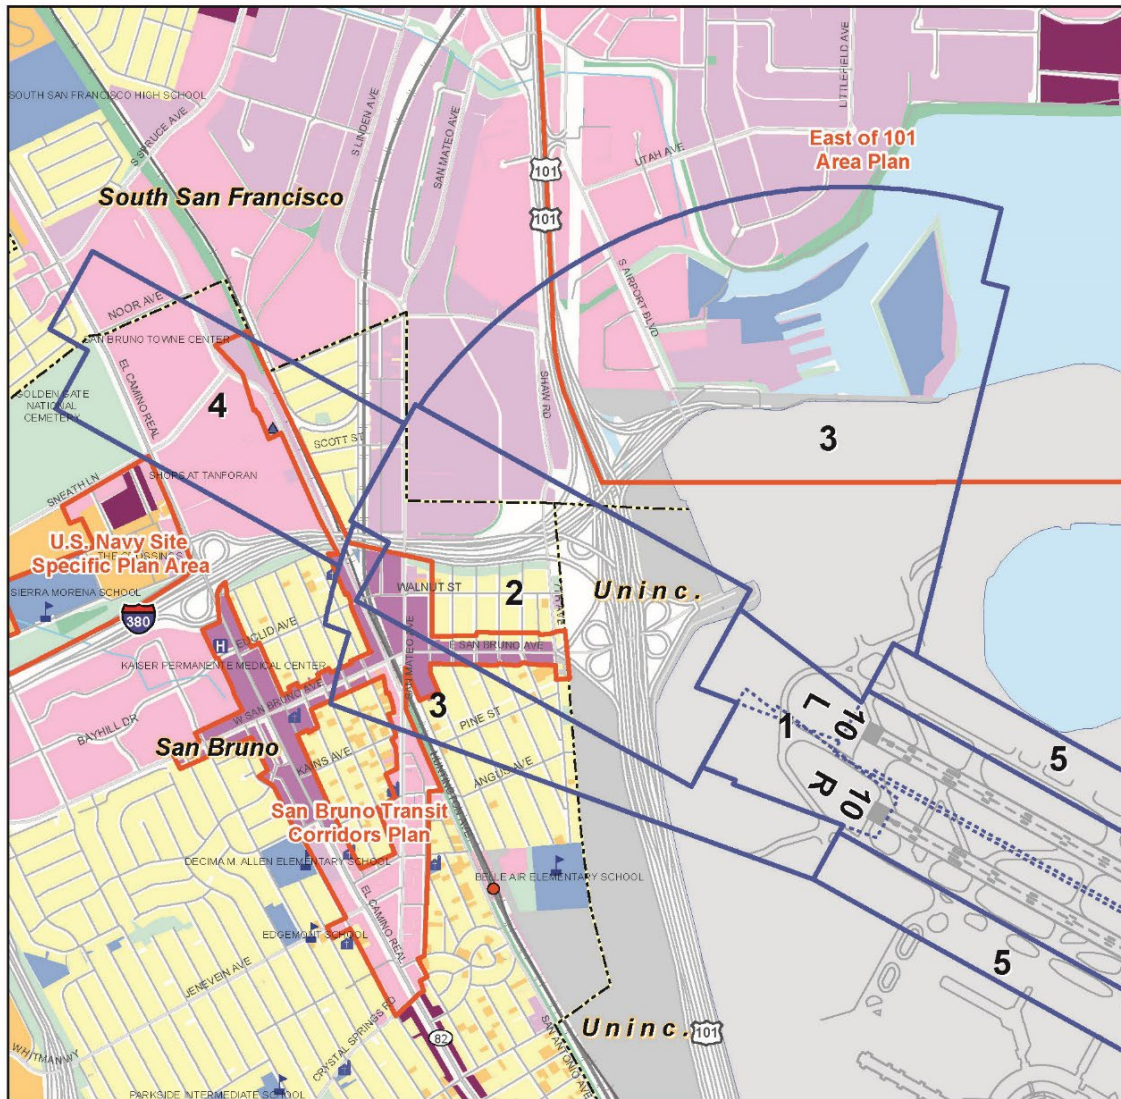 LITTLEFIELD AVE
SOUTH SAN FRANCISCO HIGH SCHOOL
S SPRUCE AVE
S LINDEN AVE
SAN MATEO AVE
East of 101
Area Plan
UTAH AVE
101
101
South San Francisco
S AIRPORT BLVD
NOOR AVE
SAN BRUNO TOWNE CENTER
EL CAMINO REAL
GOLDEN GATE
NATIONAL
CEMETERY
4
SHAW RD
3
SCOTT ST
SHOPS AT TANFORAN
SNEATH LN
U.S. Navy Site
Specific Plan Area
THE CROSSINGS
SIERRA MORENA SCHOOL
380
WALNUT ST
2
Uninc.
H
EUCLID AVE
E SAN BRUNO AVE
SAN MATEO AVE
KAISER PERMANENTE MEDICAL CENTER
W SAN BRUNO AVE
3
PINE ST
BAYHILL DR
San Bruno
KAINS AVE
ANGUS AVE
HUNTINGTON AVE
10
L
1
10
R
5
San Bruno Transit
Corridors Plan
DECIMA M. ALLEN ELEMENTARY SCHOOL
BELLE AIR ELEMENTARY SCHOOL
EL CAMINO REAL
EDGEMONT SCHOOL
JENEVEIN AVE
5
CRYSTAL SPRINGS RD
82
Uninc.
101
SAN ANTONIO AVE
WHITMAN WY
PARKSIDE INTERMEDIATE SCHOOL